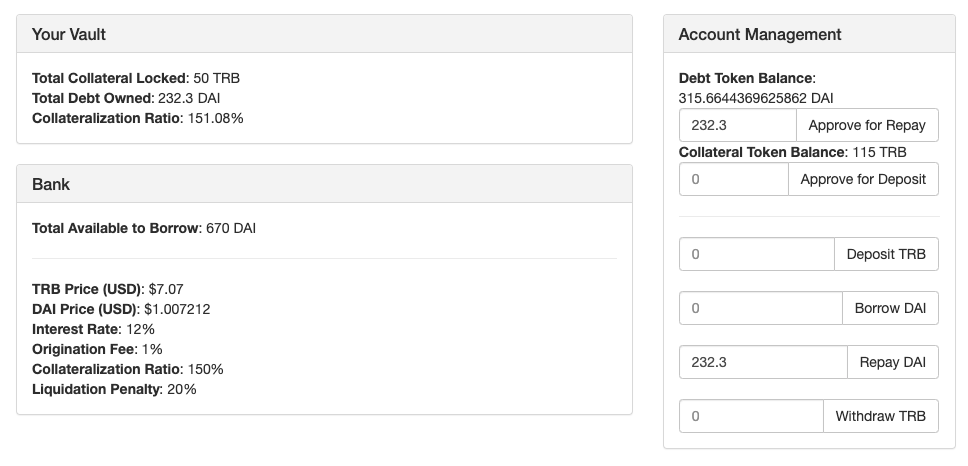 Your Vault
Total Collateral Locked: 50 TRB
Total Debt Owned: 232.3 DAI
Collateralization Ratio: 151.08%
Bank
Total Available to Borrow: 670 DAI
TRB Price (USD): $7.07
DAI Price (USD): $1.007212
Interest Rate: 12%
Origination Fee: 1%
Collateralization Ratio: 150%
Liquidation Penalty: 20%
Account Management
Debt Token Balance:
315.6644369625862 DAI
232.3 Approve for Repay
Collateral Token Balance: 115 TRB
0 Approve for Deposit
0 Deposit TRB
0 Borrow DAI
232.3 Repay DAI
0 Withdraw TRB